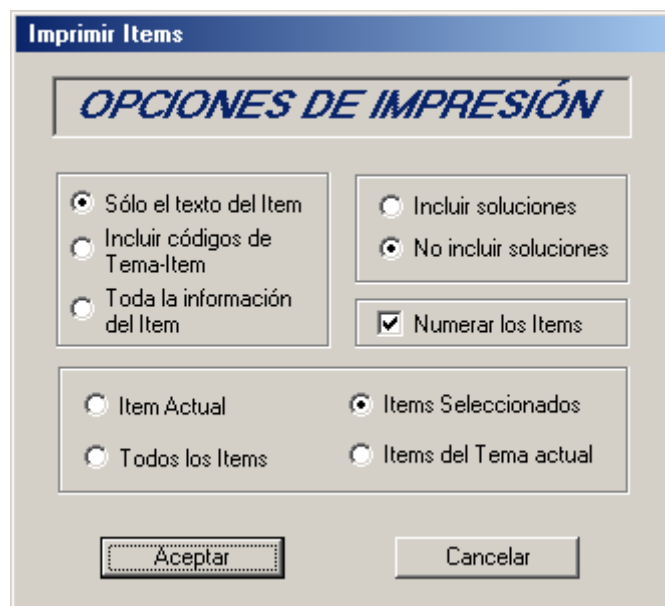 Imprimir Items
OPCIONES DE IMPRESIÓN
Sólo el texto del Item
Incluir códigos de
Tema-Item
Toda la información
del Item
Incluir soluciones
No incluir soluciones
Numerar los Items
Item Actual
Items Seleccionados
Todos los Items
Items del Tema actual
Aceptar
Cancelar